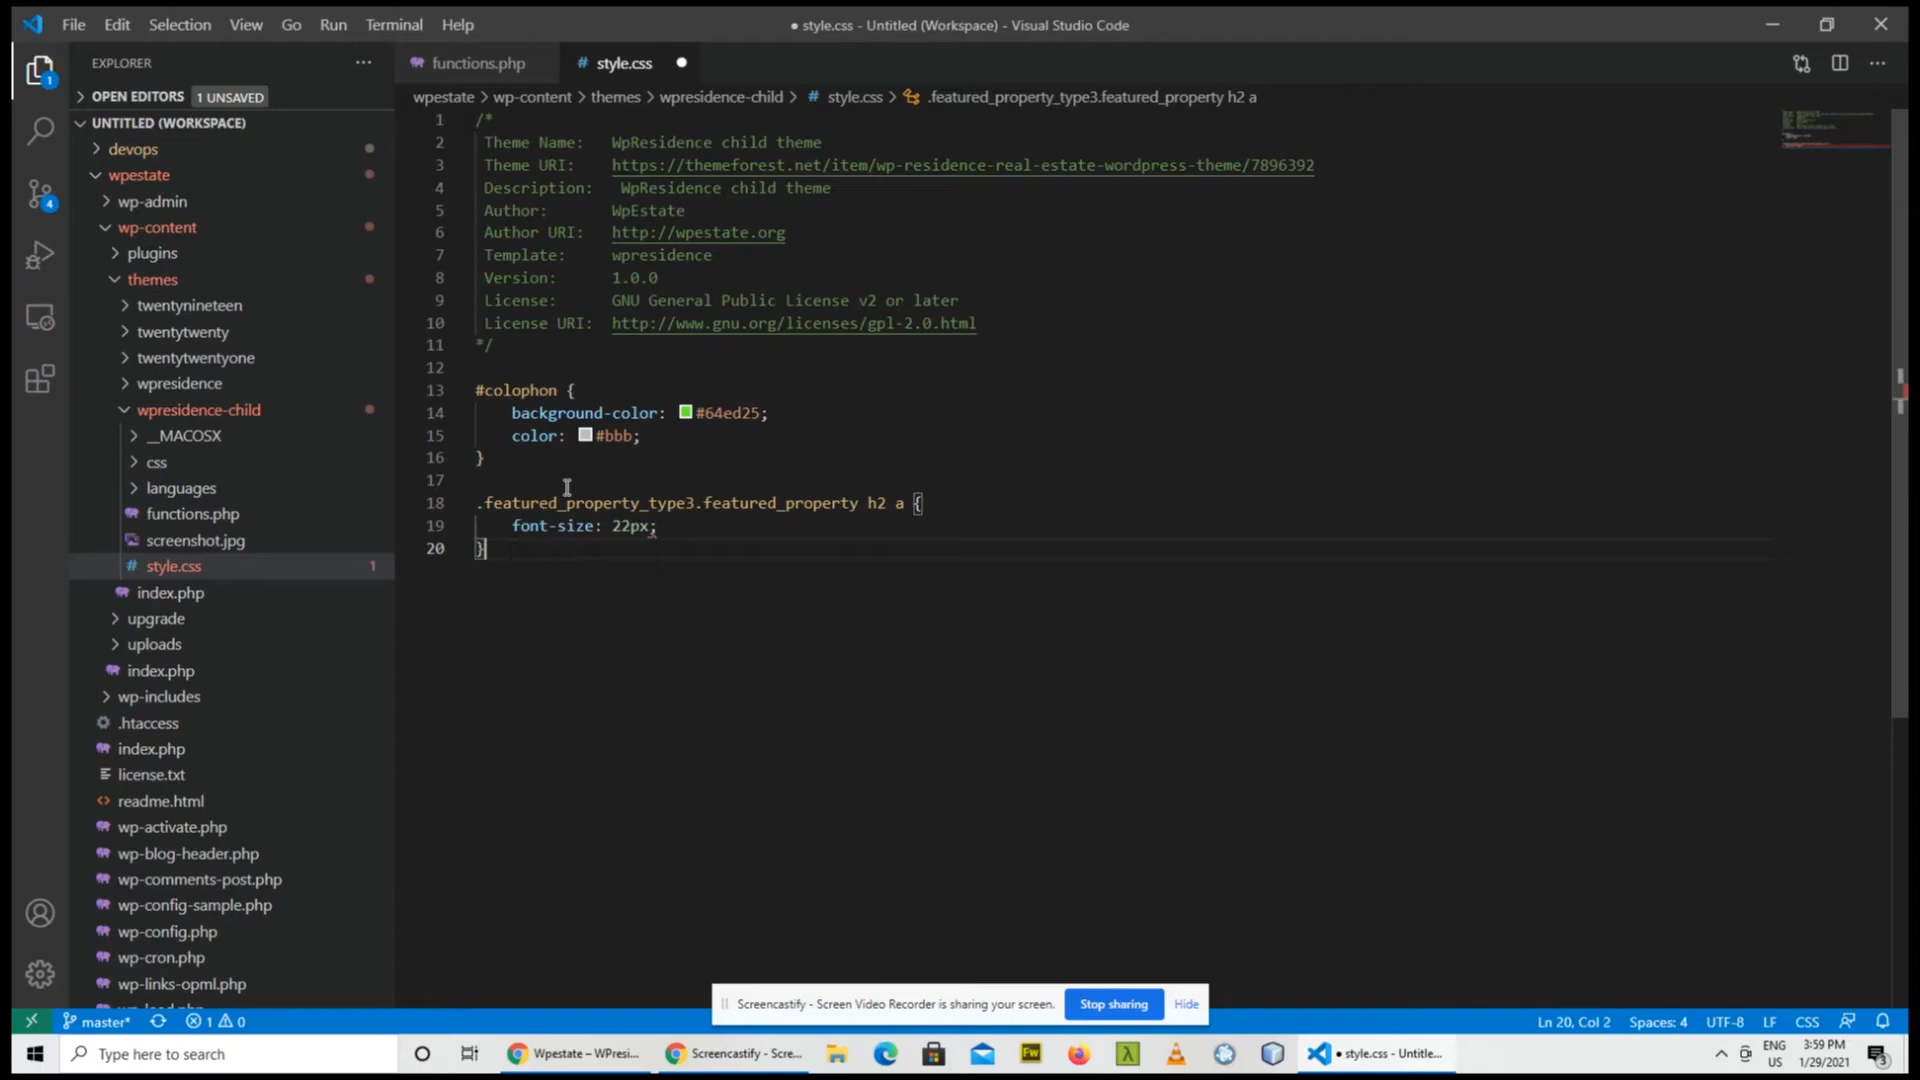 File Edit Selection View Go Run Terminal Help
● style.css - Untitled (Workspace) - Visual Studio Code
EXPLORER ···
functions.php
# style.css
OPEN EDITORS 1 UNSAVED
wpestate > wp-content > themes > wpresidence-child > # style.css > .featured_property_type3.featured_property h2 a
UNTITLED (WORKSPACE)
devops
wpestate
wp-admin
wp-content
plugins
themes
twentynineteen
twentytwenty
twentytwentyone
wpresidence
wpresidence-child
__MACOSX
css
languages
functions.php
screenshot.jpg
# style.css 1
index.php
upgrade
uploads
index.php
wp-includes
.htaccess
index.php
license.txt
readme.html
wp-activate.php
wp-blog-header.php
wp-comments-post.php
wp-config-sample.php
wp-config.php
wp-cron.php
wp-links-opml.php
1
4
1 /*
2 Theme Name: WpResidence child theme
3 Theme URI: https://themeforest.net/item/wp-residence-real-estate-wordpress-theme/7896392
4 Description: WpResidence child theme
5 Author: WpEstate
6 Author URI: http://wpestate.org
7 Template: wpresidence
8 Version: 1.0.0
9 License: GNU General Public License v2 or later
10 License URI: http://www.gnu.org/licenses/gpl-2.0.html
11 */
12
13 #colophon {
14 background-color: #64ed25;
15 color: #bbb;
16 }
17
18 .featured_property_type3.featured_property h2 a {
19 font-size: 22px;
20 }
Screencastify - Screen Video Recorder is sharing your screen. Stop sharing Hide
master* 1 0
Ln 20, Col 2 Spaces: 4 UTF-8 LF CSS
Type here to search
Wpestate – WPresi...
Screencastify - Scre...
● style.css - Untitle...
ENG
US
3:59 PM
1/29/2021
3